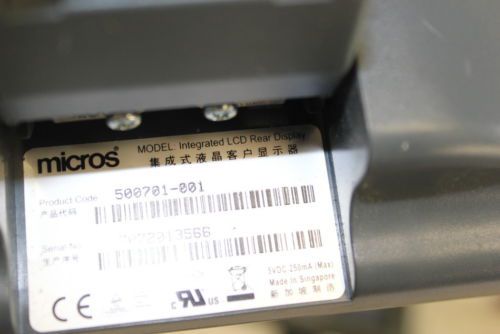 micros®
MODEL: Integrated LCD Rear Display
集成式液晶客户显示器
Product Code
产品代码
500701-001
Serial No
生产序号
CE
c RU US
5VDC 250mA (Max)
Made in Singapore
新加坡制造